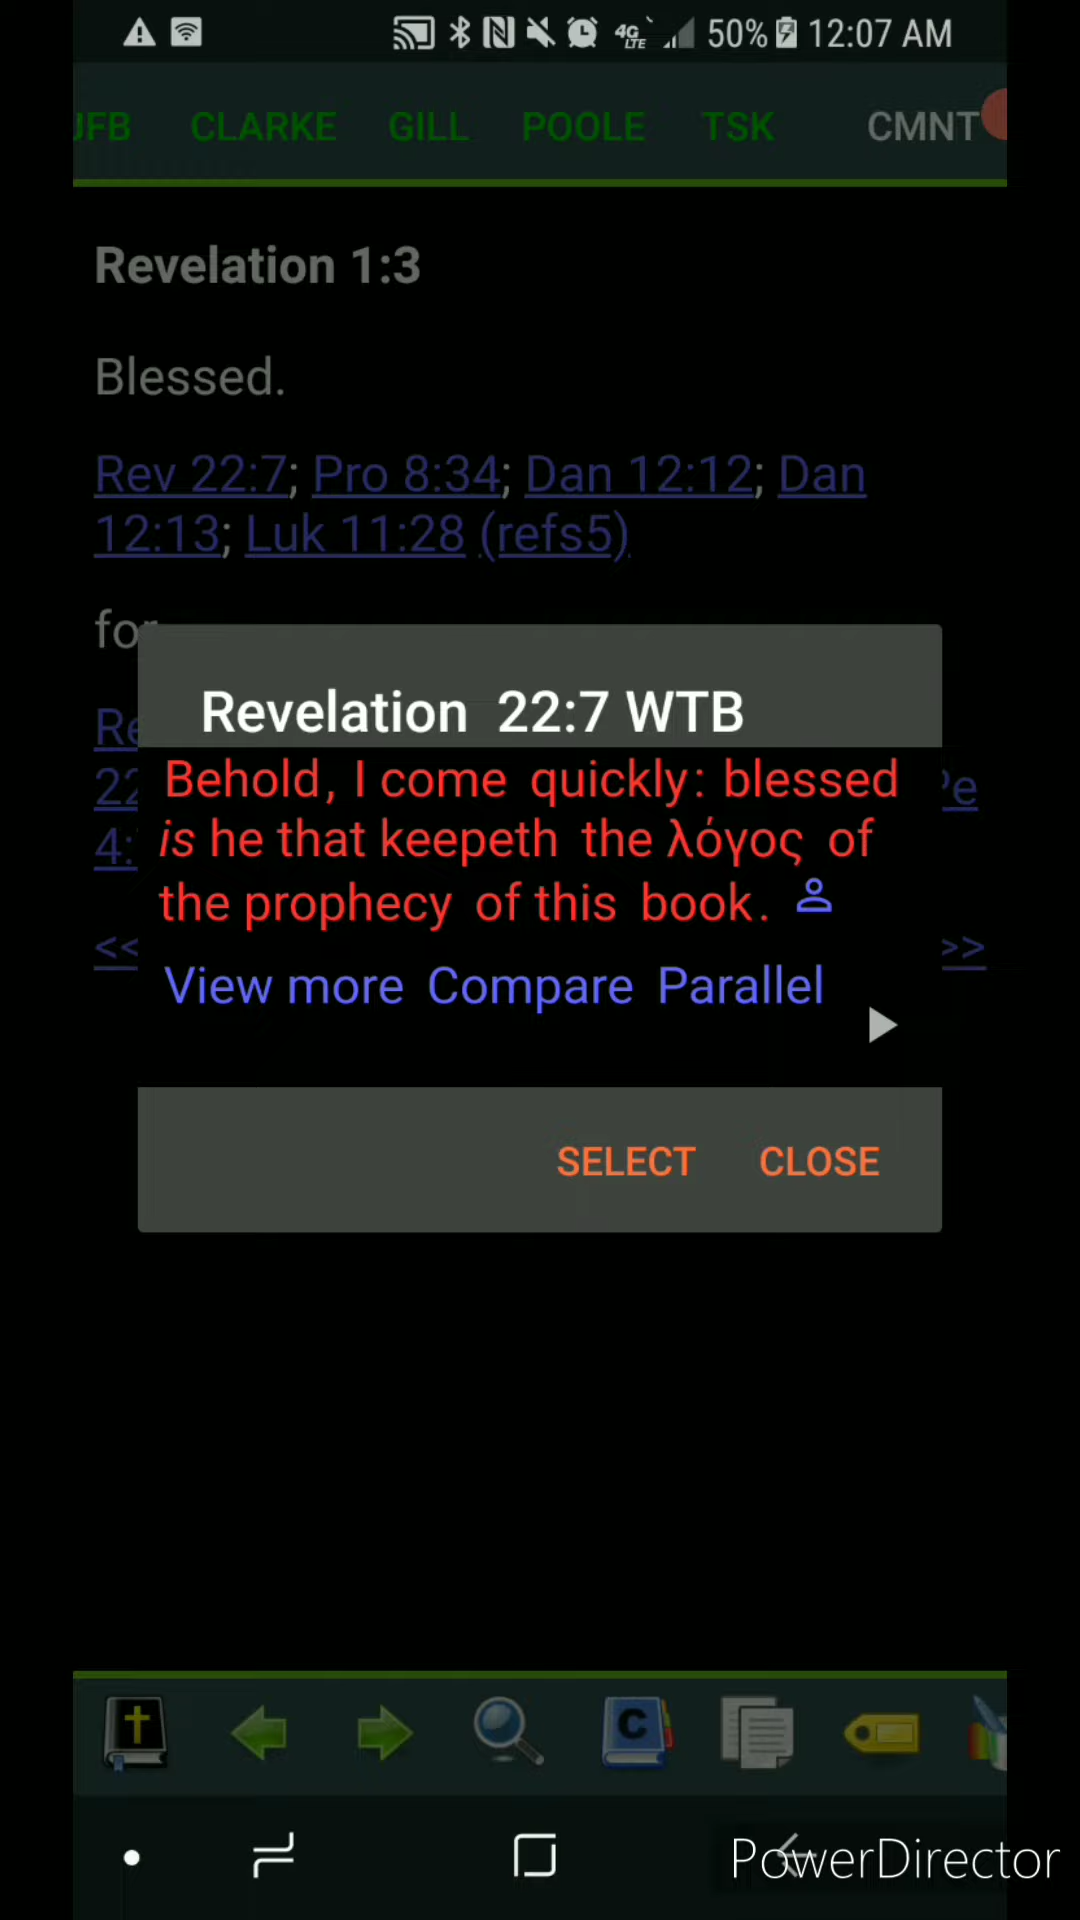 4G LTE 50% 12:07 AM
JFB CLARKE GILL POOLE TSK CMNT
Revelation 1:3
Blessed.
Rev 22:7; Pro 8:34; Dan 12:12; Dan
12:13; Luk 11:28 (refs5)
for
Revelation 22:7 WTB
Behold, I come quickly: blessed
is he that keepeth the λόγος of
the prophecy of this book.
<< >>
View more Compare Parallel
SELECT CLOSE
C
PowerDirector